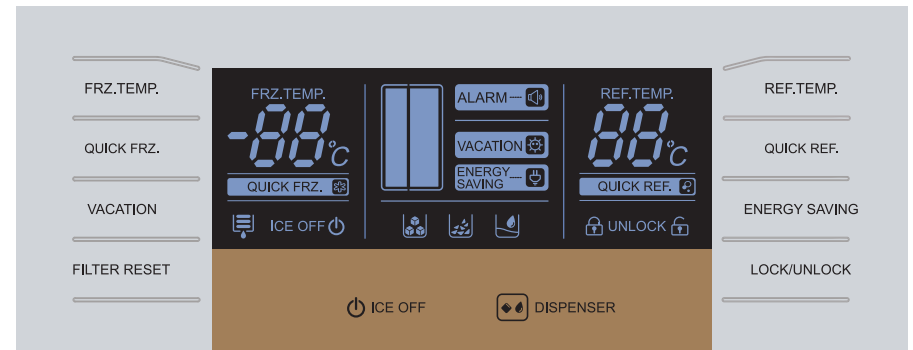 FRZ.TEMP.
QUICK FRZ.
VACATION
FILTER RESET
FRZ.TEMP.
-88°C
QUICK FRZ.
ICE OFF
ALARM
VACATION
ENERGY
SAVING
REF.TEMP.
88°C
QUICK REF.
UNLOCK
REF.TEMP.
QUICK REF.
ENERGY SAVING
LOCK/UNLOCK
ICE OFF
DISPENSER